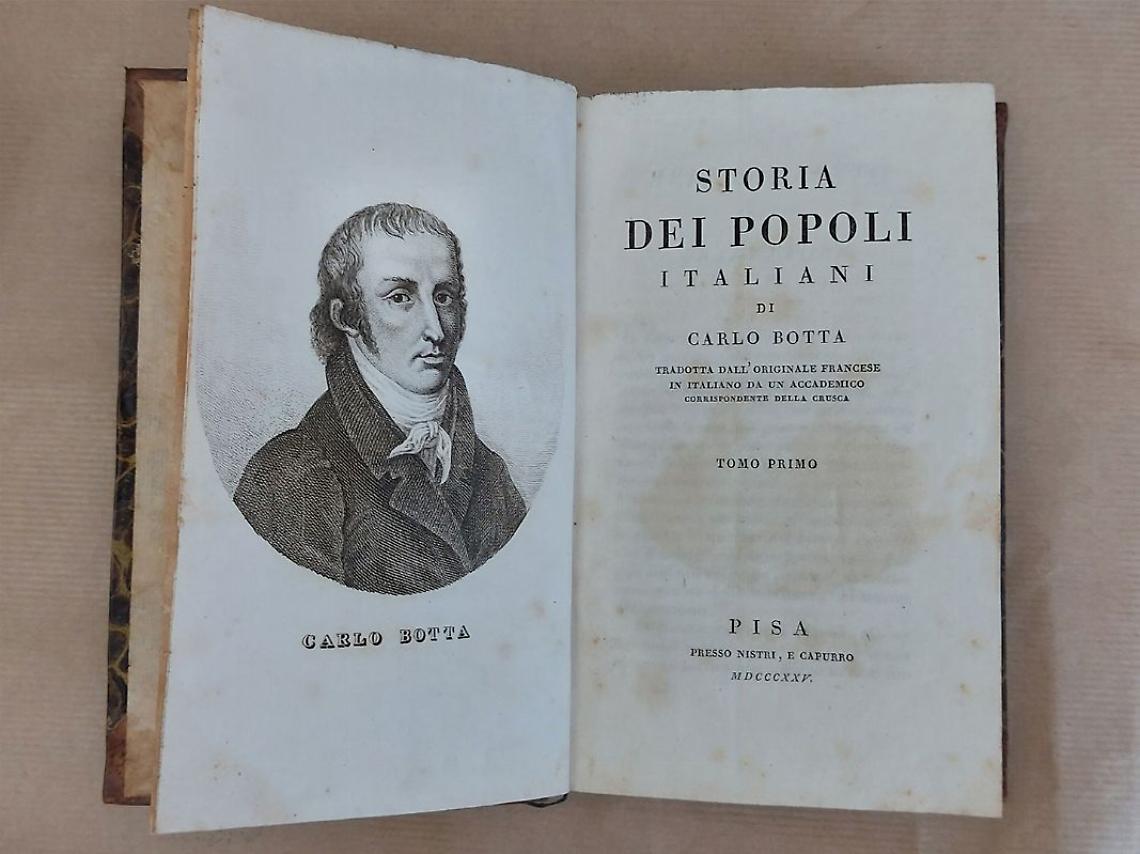 CARLO BOTTA
STORIA
DEI POPOLI
ITALIANI
DI
CARLO BOTTA
TRADOTTA DALL'ORIGINALE FRANCESE
IN ITALIANO DA UN ACCADEMICO
CORRISPONDENTE DELLA CRUSCA
TOMO PRIMO
PISA
PRESSO NISTRI, E CAPURRO
MDCCCXXV.